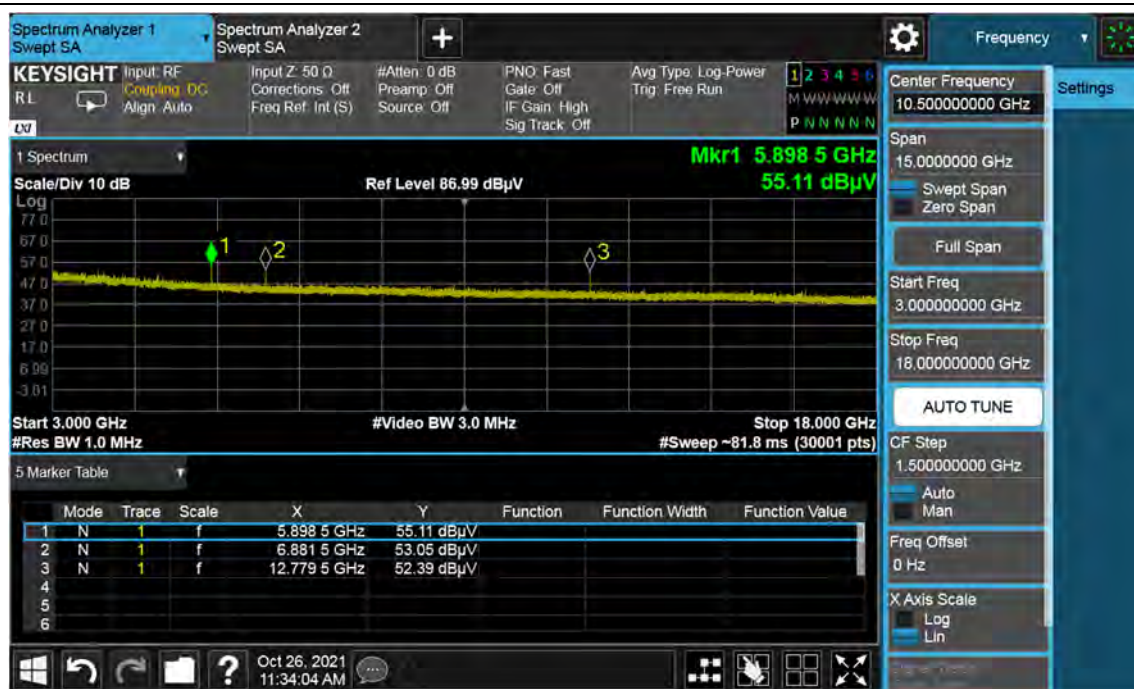 Spectrum Analyzer 1
Swept SA
Spectrum Analyzer 2
Swept SA
Frequency
KEYSIGHT
RL
LXI
Input: RF
Coupling: DC
Align: Auto
Input Z: 50 Ω
Corrections: Off
Freq Ref: Int (S)
#Atten: 0 dB
Preamp: Off
Source: Off
PNO: Fast
Gate: Off
IF Gain: High
Sig Track: Off
Avg Type: Log-Power
Trig: Free Run
1 2 3 4 5 6
M W W W W W
P N N N N N
1 Spectrum
Scale/Div 10 dB
Log
Ref Level 86.99 dBµV
Mkr1 5.898 5 GHz
55.11 dBµV
77.0
67.0
57.0
47.0
37.0
27.0
17.0
6.99
-3.01
1
2
3
Start 3.000 GHz
#Res BW 1.0 MHz
#Video BW 3.0 MHz
Stop 18.000 GHz
#Sweep ~81.8 ms (30001 pts)
5 Marker Table
Mode Trace Scale X Y Function Function Width Function Value
1 N 1 f 5.898 5 GHz 55.11 dBµV
2 N 1 f 6.881 5 GHz 53.05 dBµV
3 N 1 f 12.779 5 GHz 52.39 dBµV
4
5
6
Oct 26, 2021
11:34:04 AM
Center Frequency
10.500000000 GHz
Settings
Span
15.0000000 GHz
Swept Span
Zero Span
Full Span
Start Freq
3.000000000 GHz
Stop Freq
18.000000000 GHz
AUTO TUNE
CF Step
1.500000000 GHz
Auto
Man
Freq Offset
0 Hz
X Axis Scale
Log
Lin